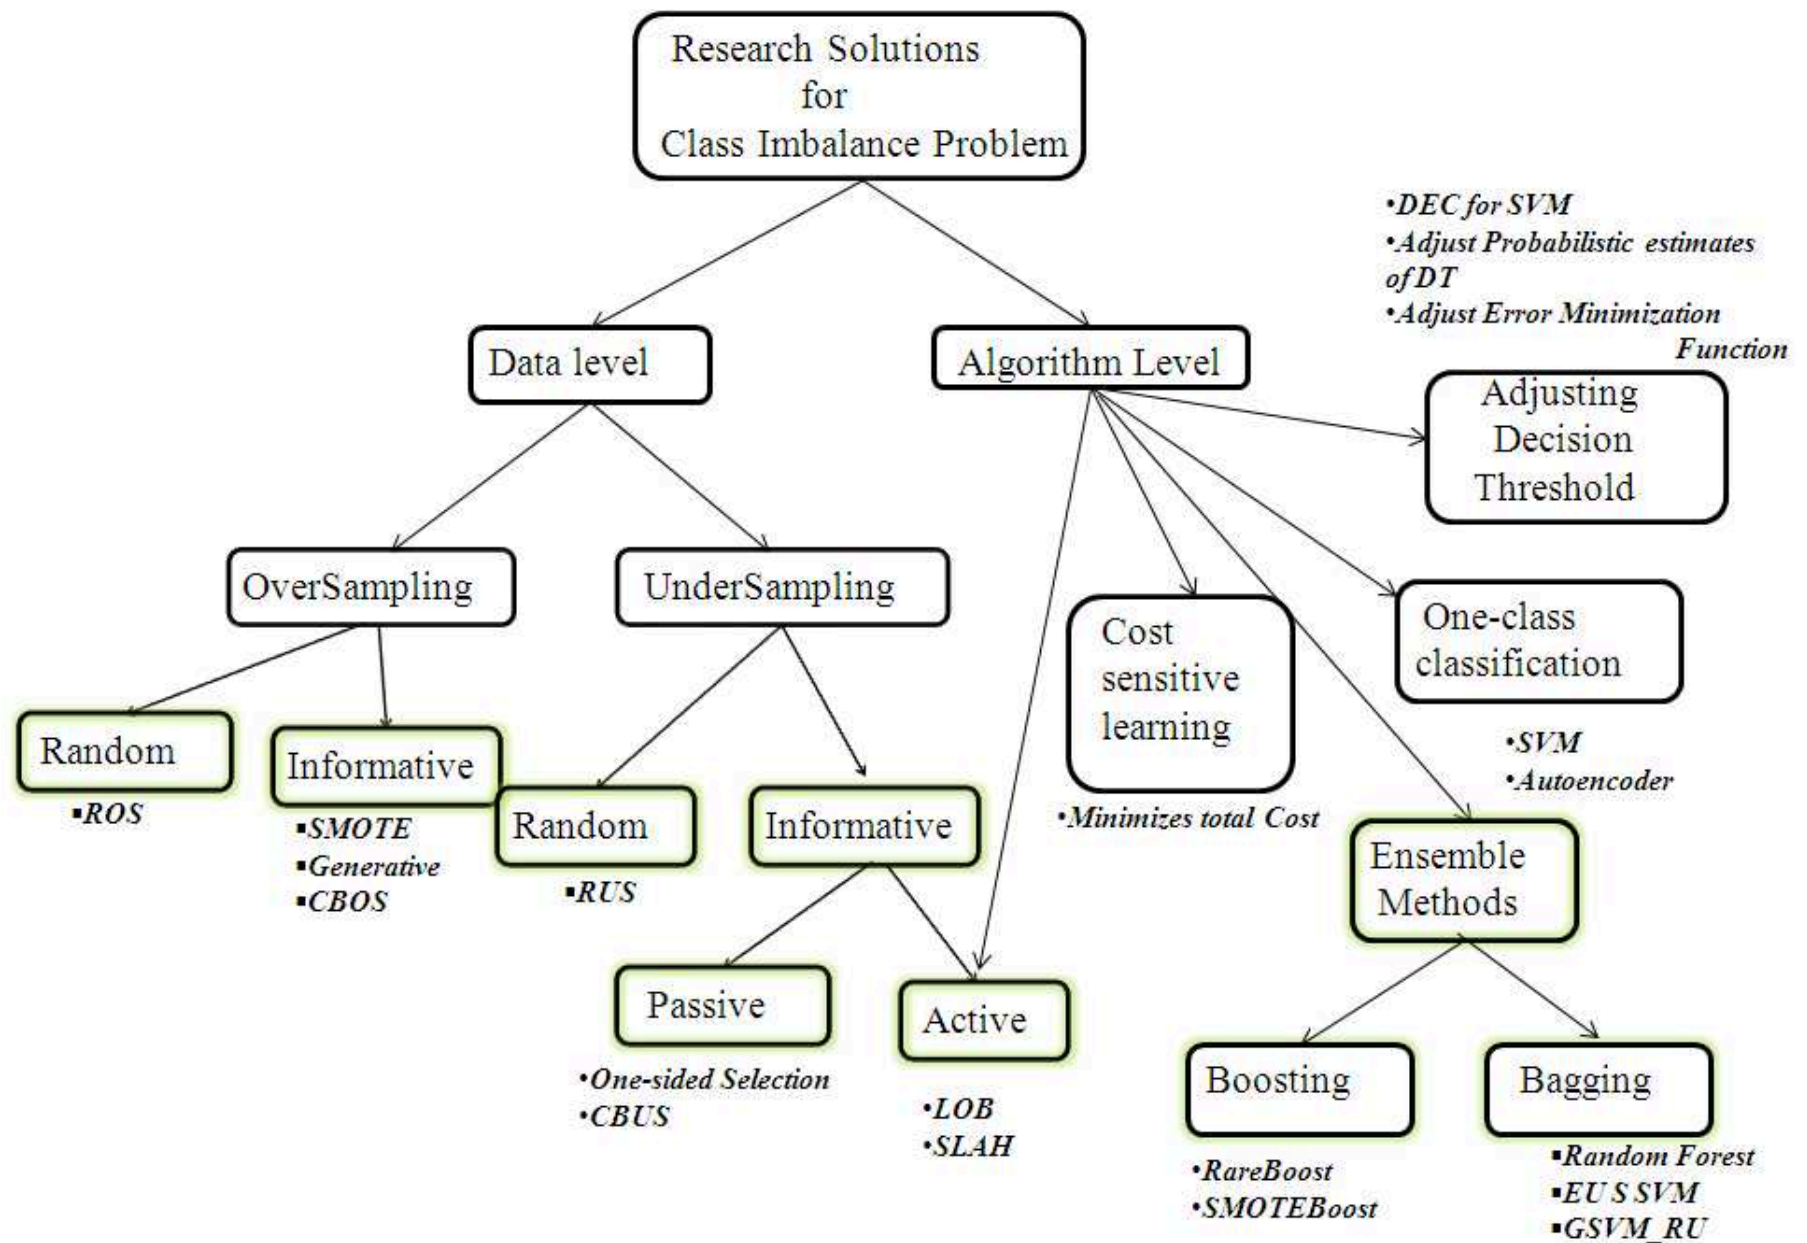 Research Solutions
for
Class Imbalance Problem
•DEC for SVM
•Adjust Probabilistic estimates
of DT
•Adjust Error Minimization
Function
Data level
Algorithm Level
Adjusting
Decision
Threshold
OverSampling
UnderSampling
Cost
sensitive
learning
One-class
classification
•Minimizes total Cost
•SVM
•Autoencoder
Random
▪ROS
Informative
▪SMOTE
▪Generative
▪CBOS
Random
▪RUS
Informative
Ensemble
Methods
Passive
•One-sided Selection
•CBUS
Active
•LOB
•SLAH
Boosting
•RareBoost
•SMOTEBoost
Bagging
▪Random Forest
▪EU S SVM
▪GSVM_RU